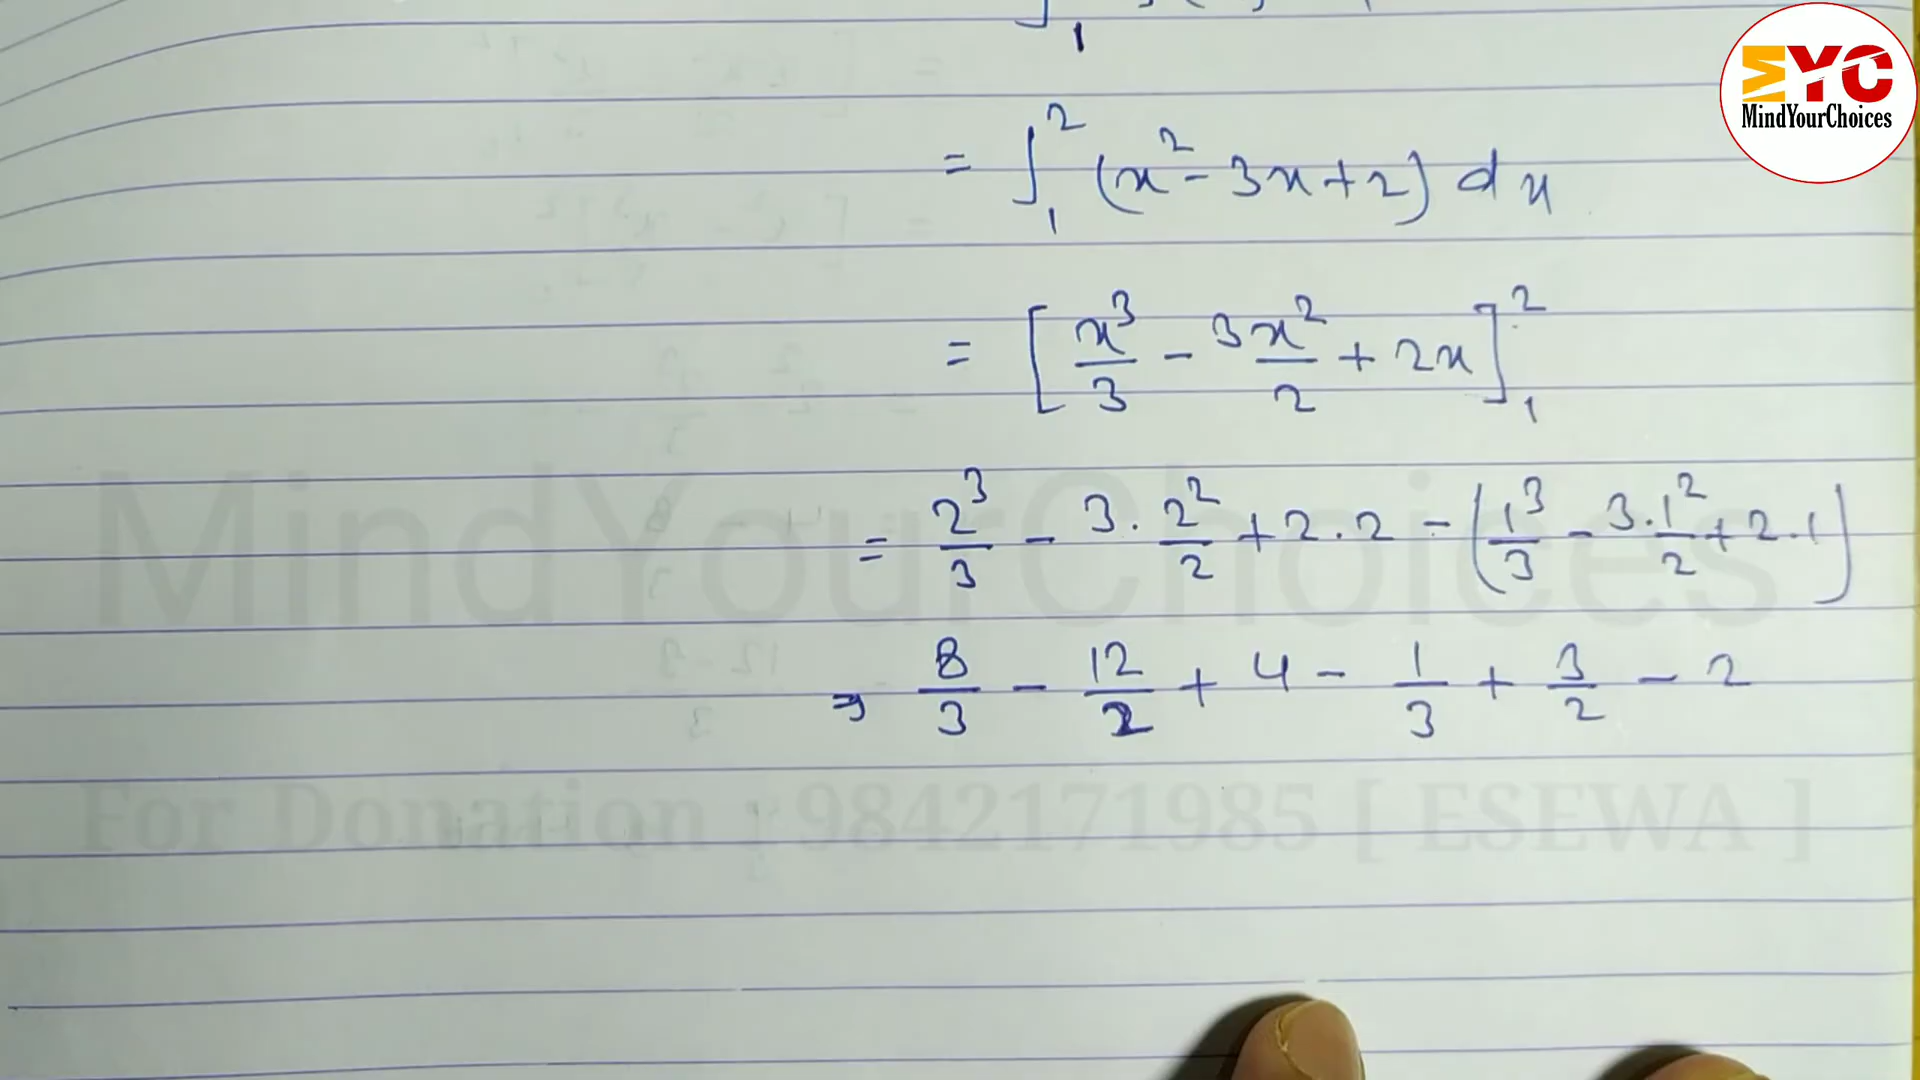 MYC
MindYourChoices
1
= ∫₁² (x² - 3x + 2) dx
= [x³/3 - 3x²/2 + 2x]₁²
= 2³/3 - 3·2²/2 + 2·2 - (1³/3 - 3·1²/2 + 2·1)
MindYourChoices
⇒ 8/3 - 12/2 + 4 - 1/3 + 3/2 - 2
For Donation : 9842171985 [ ESEWA ]